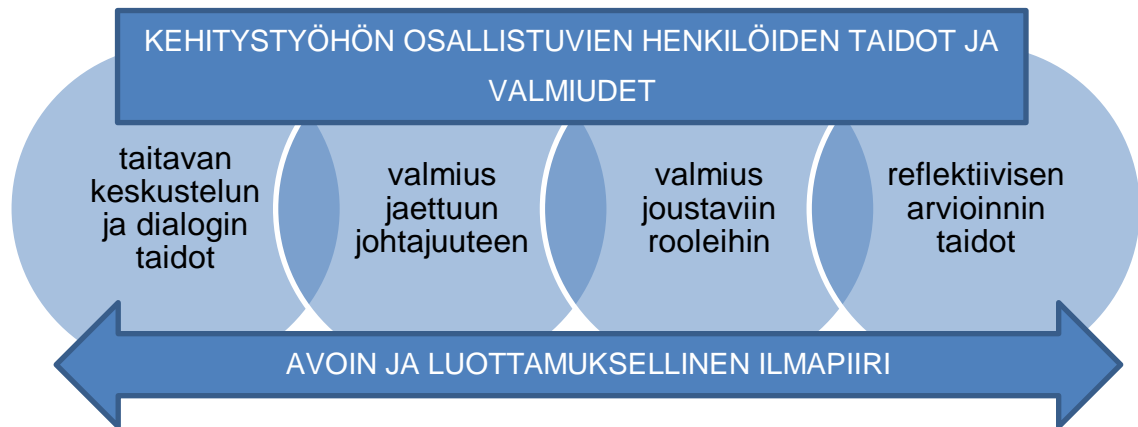 KEHITYSTYÖHÖN OSALLISTUVIEN HENKILÖIDEN TAIDOT JA
VALMIUDET
taitavan
keskustelun
ja dialogin
taidot
valmius
jaettuun
johtajuuteen
valmius
joustaviin
rooleihin
reflektiivisen
arvioinnin
taidot
AVOIN JA LUOTTAMUKSELLINEN ILMAPIIRI